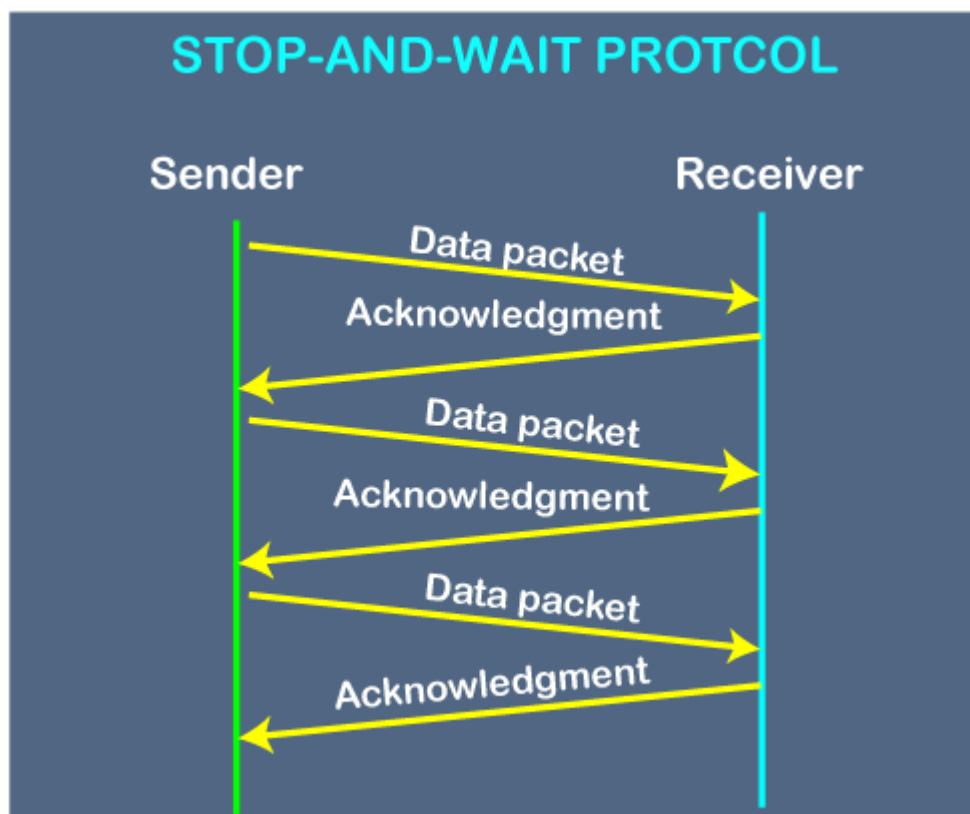 STOP-AND-WAIT PROTCOL
Sender
Receiver
Data packet
Acknowledgment
Data packet
Acknowledgment
Data packet
Acknowledgment